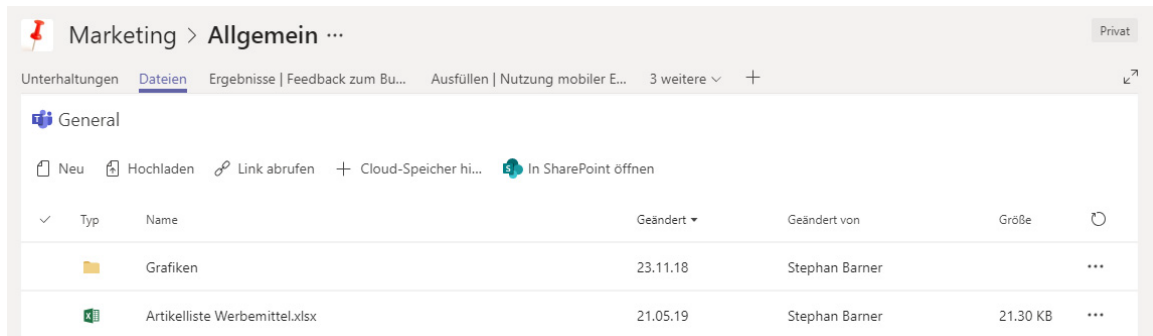 Marketing > Allgemein ···
Privat
Unterhaltungen Dateien Ergebnisse | Feedback zum Bu... Ausfüllen | Nutzung mobiler E... 3 weitere
General
Neu Hochladen Link abrufen + Cloud-Speicher hi... In SharePoint öffnen
Typ Name Geändert Geändert von Größe
Grafiken 23.11.18 Stephan Barner
Artikelliste Werbemittel.xlsx 21.05.19 Stephan Barner 21.30 KB